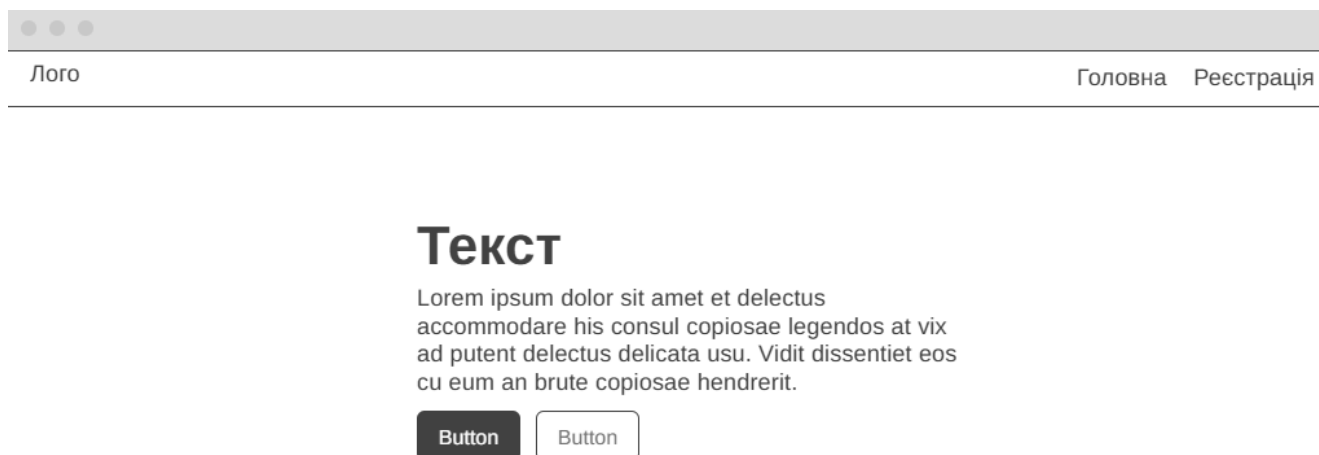 Лого
Головна Реєстрація
Текст
Lorem ipsum dolor sit amet et delectus
accommodare his consul copiosae legendos at vix
ad putent delectus delicata usu. Vidit dissentiet eos
cu eum an brute copiosae hendrerit.
Button Button